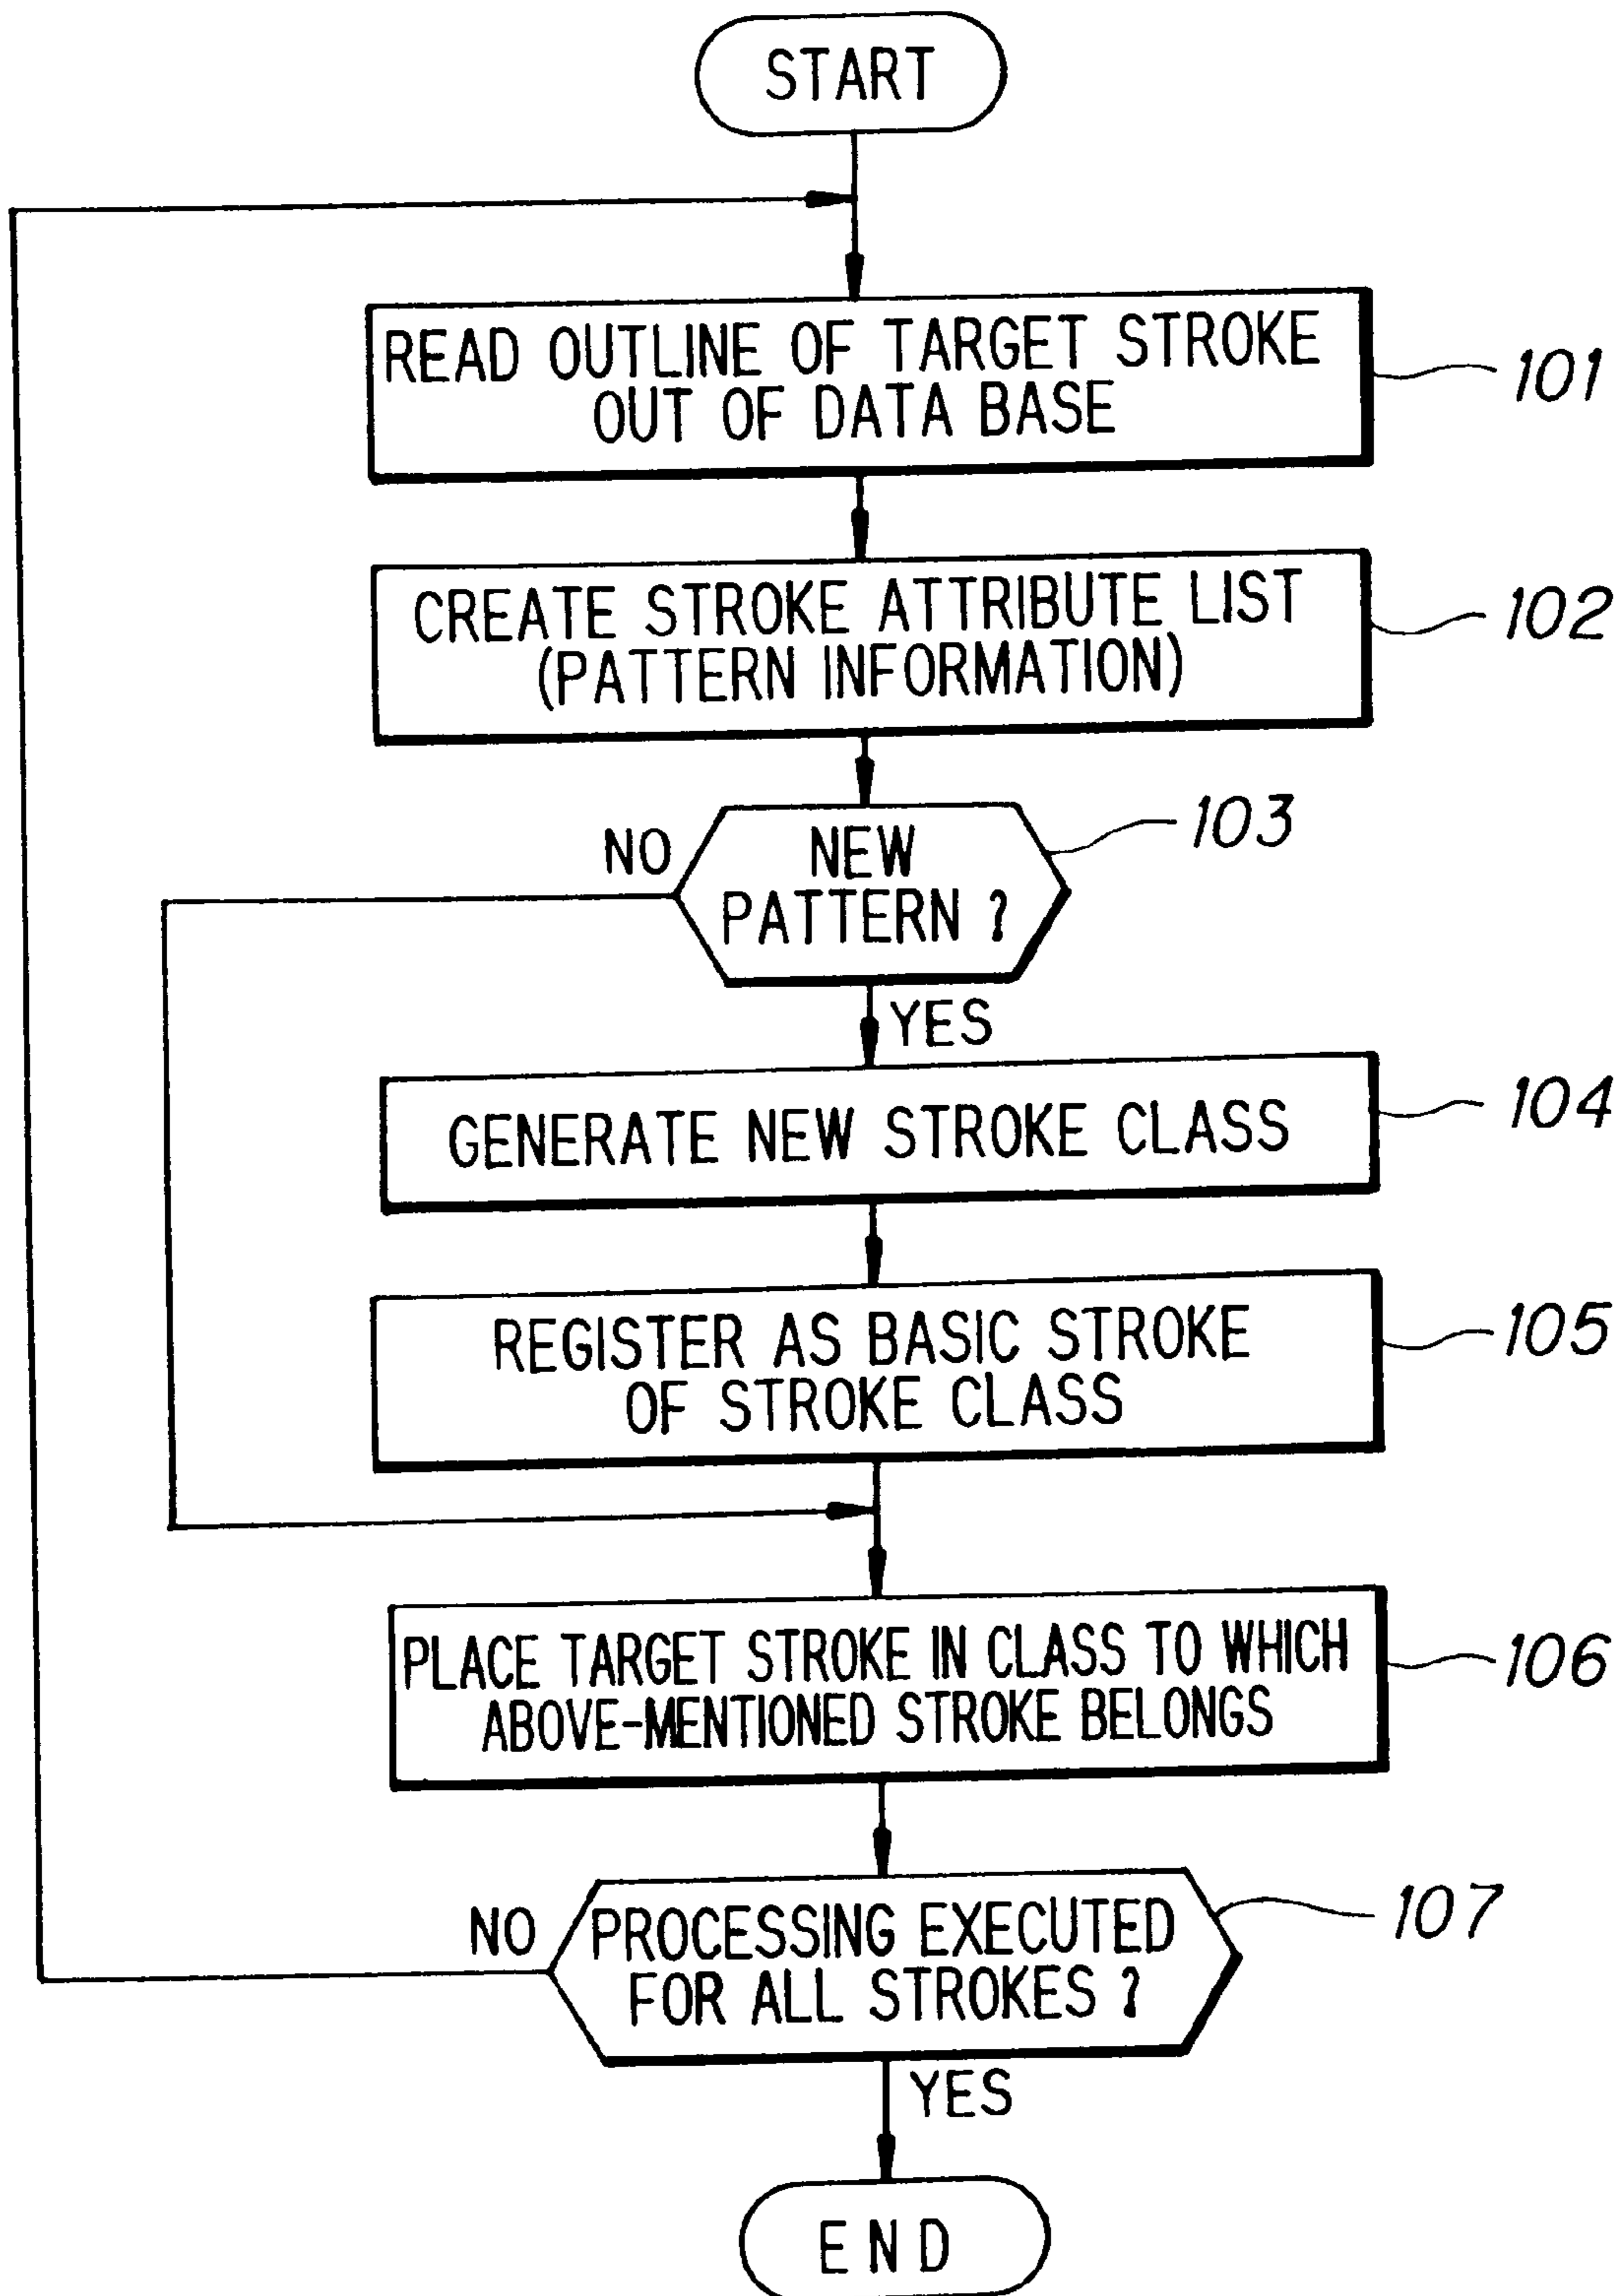 START
READ OUTLINE OF TARGET STROKE
OUT OF DATA BASE
101
CREATE STROKE ATTRIBUTE LIST
(PATTERN INFORMATION)
102
103
NO
NEW
PATTERN ?
YES
GENERATE NEW STROKE CLASS
104
REGISTER AS BASIC STROKE
OF STROKE CLASS
105
PLACE TARGET STROKE IN CLASS TO WHICH
ABOVE-MENTIONED STROKE BELONGS
106
NO
PROCESSING EXECUTED
FOR ALL STROKES ?
107
YES
END